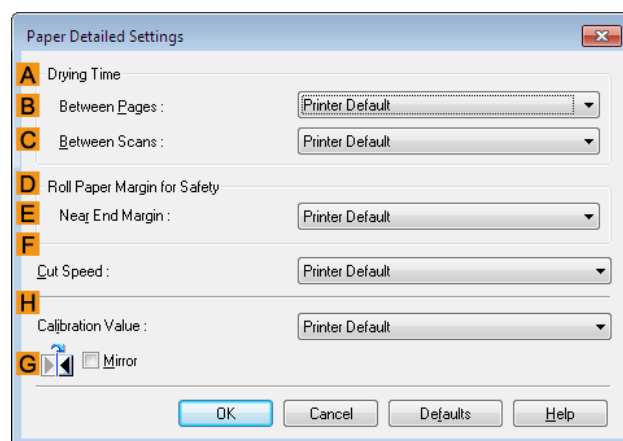 Paper Detailed Settings
A Drying Time
B Between Pages : Printer Default
C Between Scans : Printer Default
D Roll Paper Margin for Safety
E Near End Margin : Printer Default
F
Cut Speed : Printer Default
H
Calibration Value : Printer Default
G Mirror
OK Cancel Defaults Help